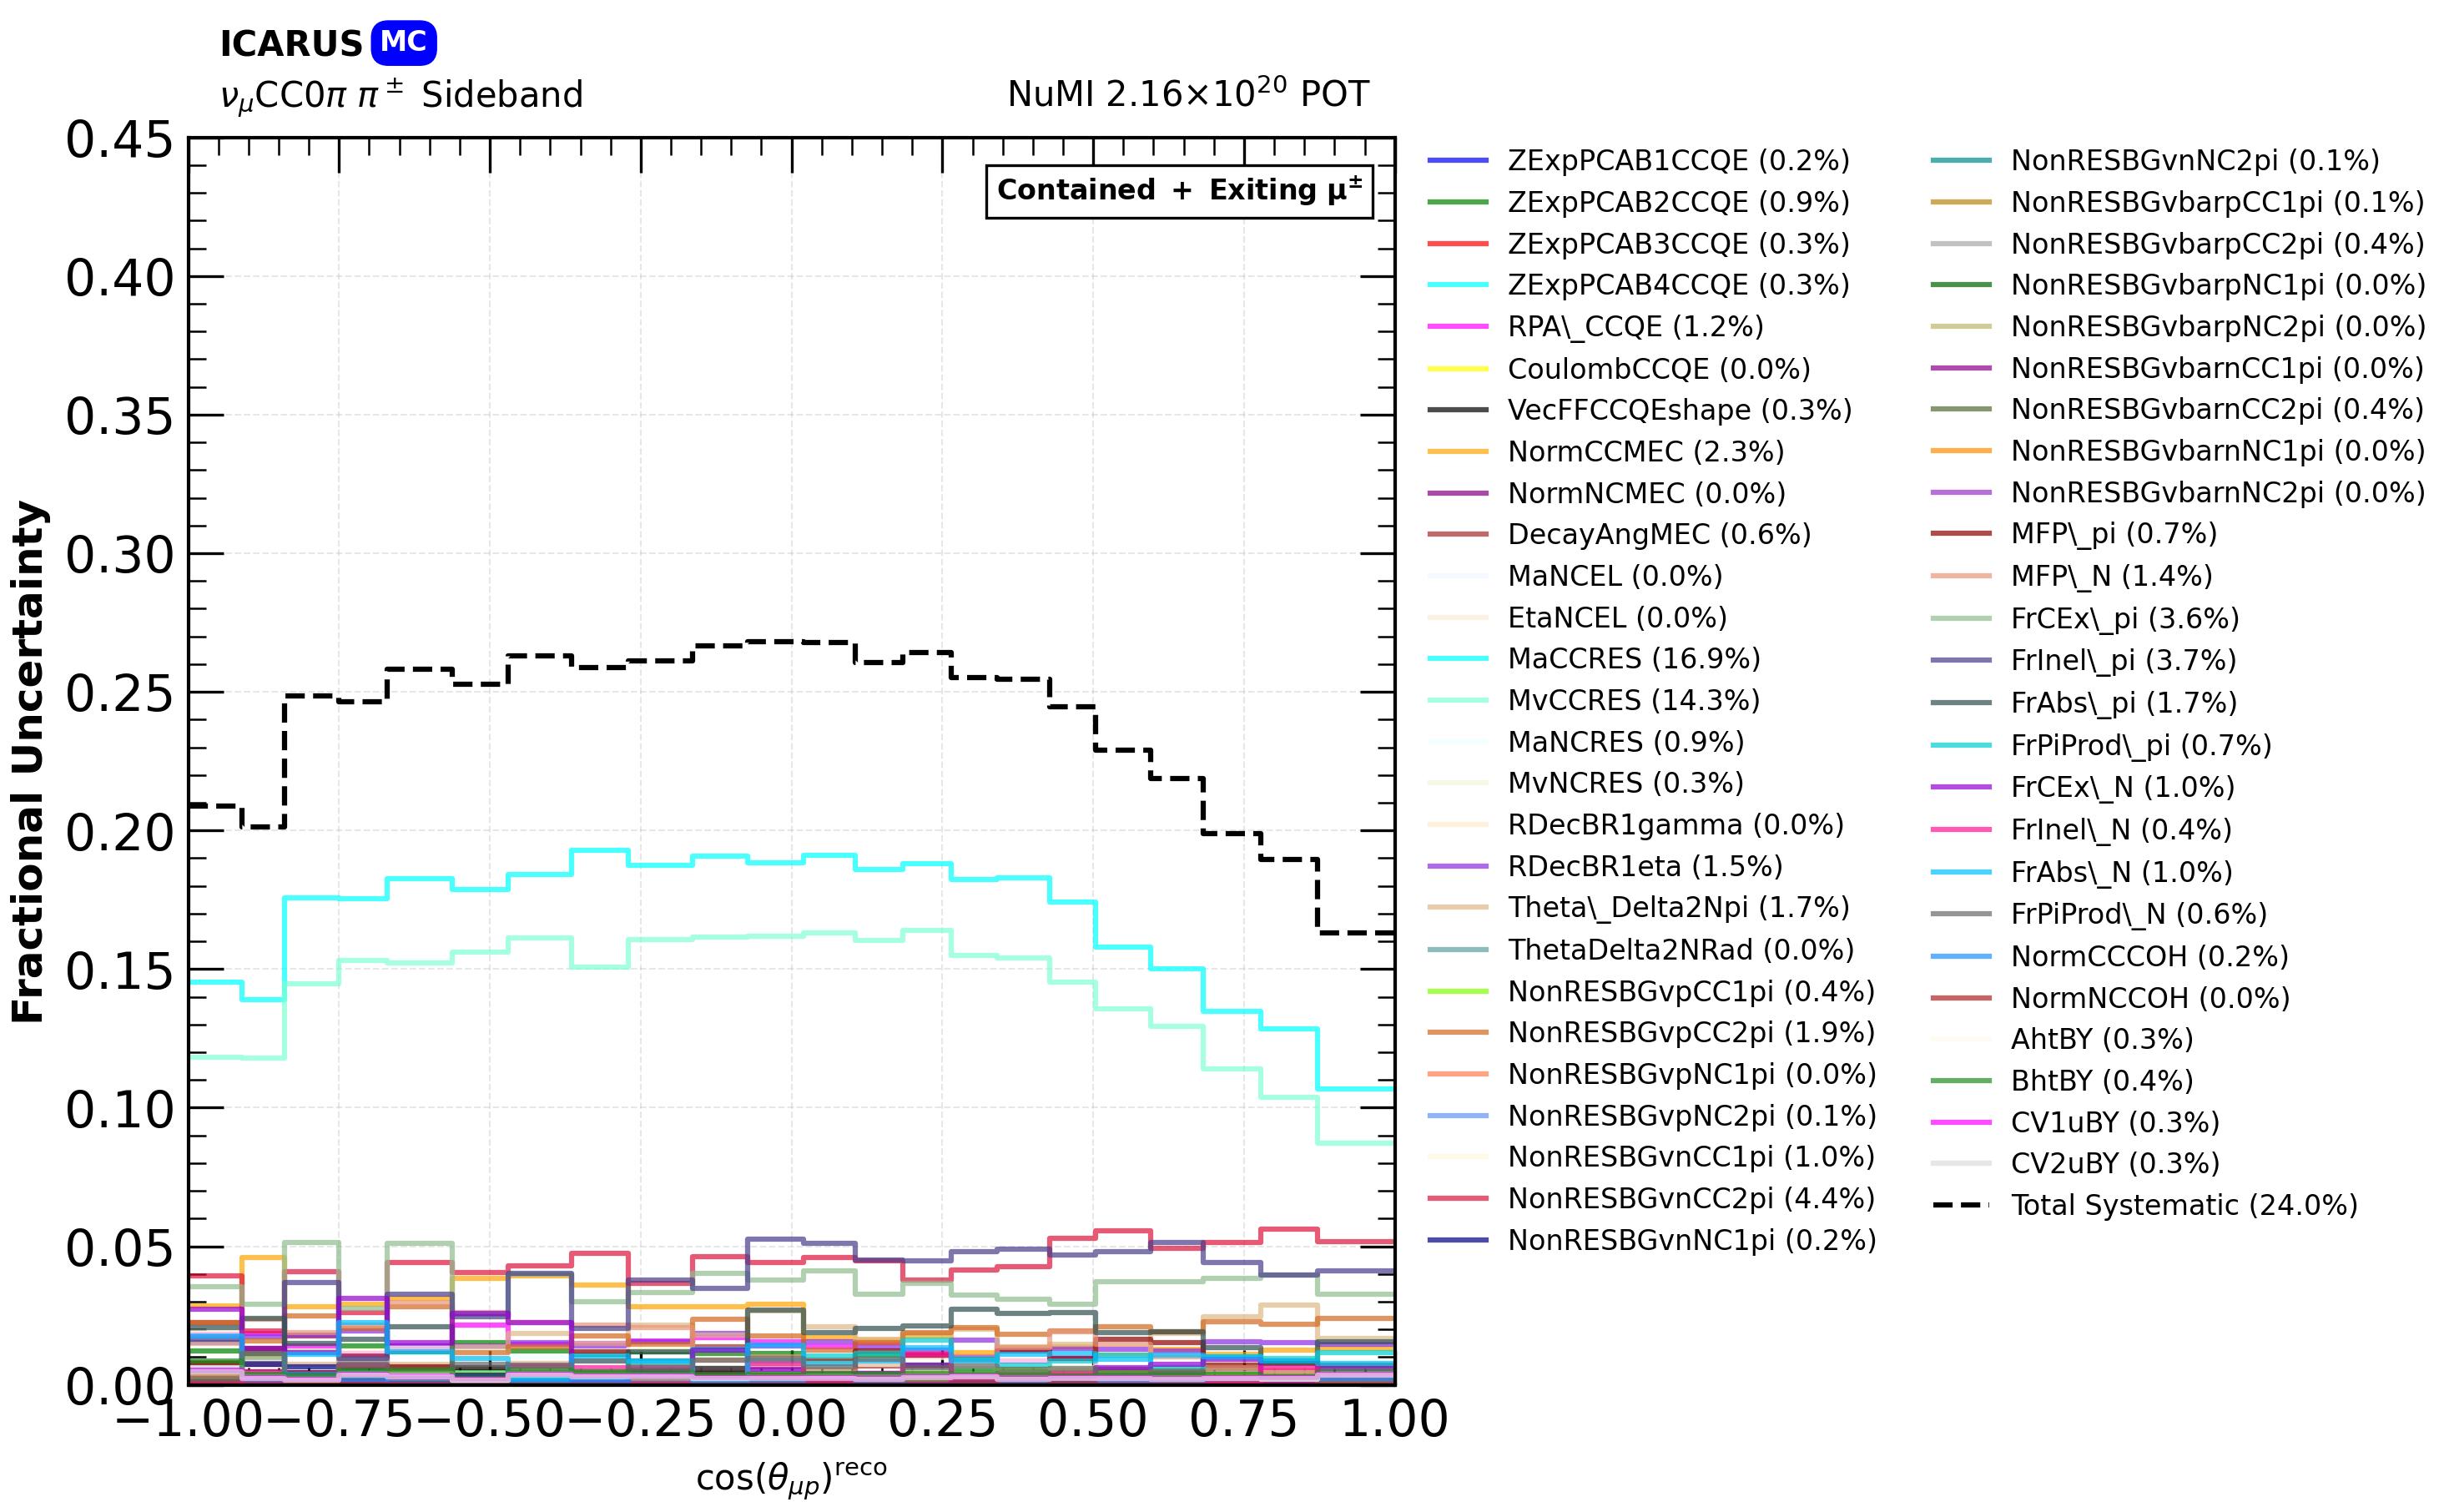 ICARUS MC
νμCC0π π± Sideband
NuMI 2.16×10²⁰ POT
Contained + Exiting μ±
Fractional Uncertainty
0.45
0.40
0.35
0.30
0.25
0.20
0.15
0.10
0.05
0.00
−1.00 −0.75 −0.50 −0.25 0.00 0.25 0.50 0.75 1.00
cos(θμp)reco
ZExpPCAB1CCQE (0.2%)
ZExpPCAB2CCQE (0.9%)
ZExpPCAB3CCQE (0.3%)
ZExpPCAB4CCQE (0.3%)
RPA\_CCQE (1.2%)
CoulombCCQE (0.0%)
VecFFCCQEshape (0.3%)
NormCCMEC (2.3%)
NormNCMEC (0.0%)
DecayAngMEC (0.6%)
MaNCEL (0.0%)
EtaNCEL (0.0%)
MaCCRES (16.9%)
MvCCRES (14.3%)
MaNCRES (0.9%)
MvNCRES (0.3%)
RDecBR1gamma (0.0%)
RDecBR1eta (1.5%)
Theta\_Delta2Npi (1.7%)
ThetaDelta2NRad (0.0%)
NonRESBGvpCC1pi (0.4%)
NonRESBGvpCC2pi (1.9%)
NonRESBGvpNC1pi (0.0%)
NonRESBGvpNC2pi (0.1%)
NonRESBGvnCC1pi (1.0%)
NonRESBGvnCC2pi (4.4%)
NonRESBGvnNC1pi (0.2%)
NonRESBGvnNC2pi (0.1%)
NonRESBGvbarpCC1pi (0.1%)
NonRESBGvbarpCC2pi (0.4%)
NonRESBGvbarpNC1pi (0.0%)
NonRESBGvbarpNC2pi (0.0%)
NonRESBGvbarnCC1pi (0.0%)
NonRESBGvbarnCC2pi (0.4%)
NonRESBGvbarnNC1pi (0.0%)
NonRESBGvbarnNC2pi (0.0%)
MFP\_pi (0.7%)
MFP\_N (1.4%)
FrCEx\_pi (3.6%)
FrInel\_pi (3.7%)
FrAbs\_pi (1.7%)
FrPiProd\_pi (0.7%)
FrCEx\_N (1.0%)
FrInel\_N (0.4%)
FrAbs\_N (1.0%)
FrPiProd\_N (0.6%)
NormCCCOH (0.2%)
NormNCCOH (0.0%)
AhtBY (0.3%)
BhtBY (0.4%)
CV1uBY (0.3%)
CV2uBY (0.3%)
Total Systematic (24.0%)